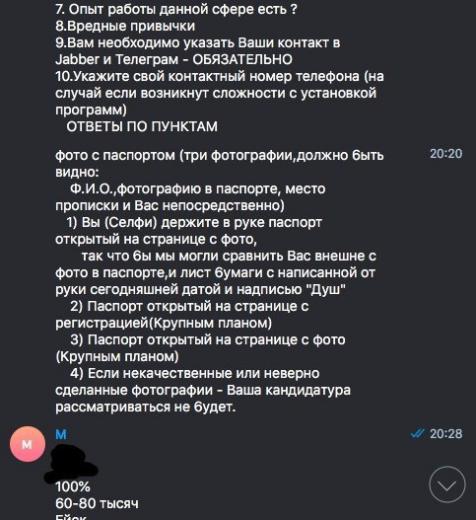 7. Опыт работы данной сфере есть ?
8.Вредные привычки
9.Вам необходимо указать Ваши контакт в
Jabber и Телеграм - ОБЯЗАТЕЛЬНО
10.Укажите свой контактный номер телефона (на
случай если возникнут сложности с установкой
программ)
ОТВЕТЫ ПО ПУНКТАМ
фото с паспортом (три фотографии,должно быть 20:20
видно:
Ф.И.О.,фотографию в паспорте, место
прописки и Вас непосредственно)
1) Вы (Селфи) держите в руке паспорт
открытый на странице с фото,
так что бы мы могли сравнить Вас внешне с
фото в паспорте,и лист бумаги с написанной от
руки сегодняшней датой и надписью "Душ"
2) Паспорт открытый на странице с
регистрацией(Крупным планом)
3) Паспорт открытый на странице с фото
(Крупным планом)
4) Если некачественные или неверно
сделанные фотографии - Ваша кандидатура
рассматриваться не будет.
М
М 20:28
100%
60-80 тысяч
Ейск